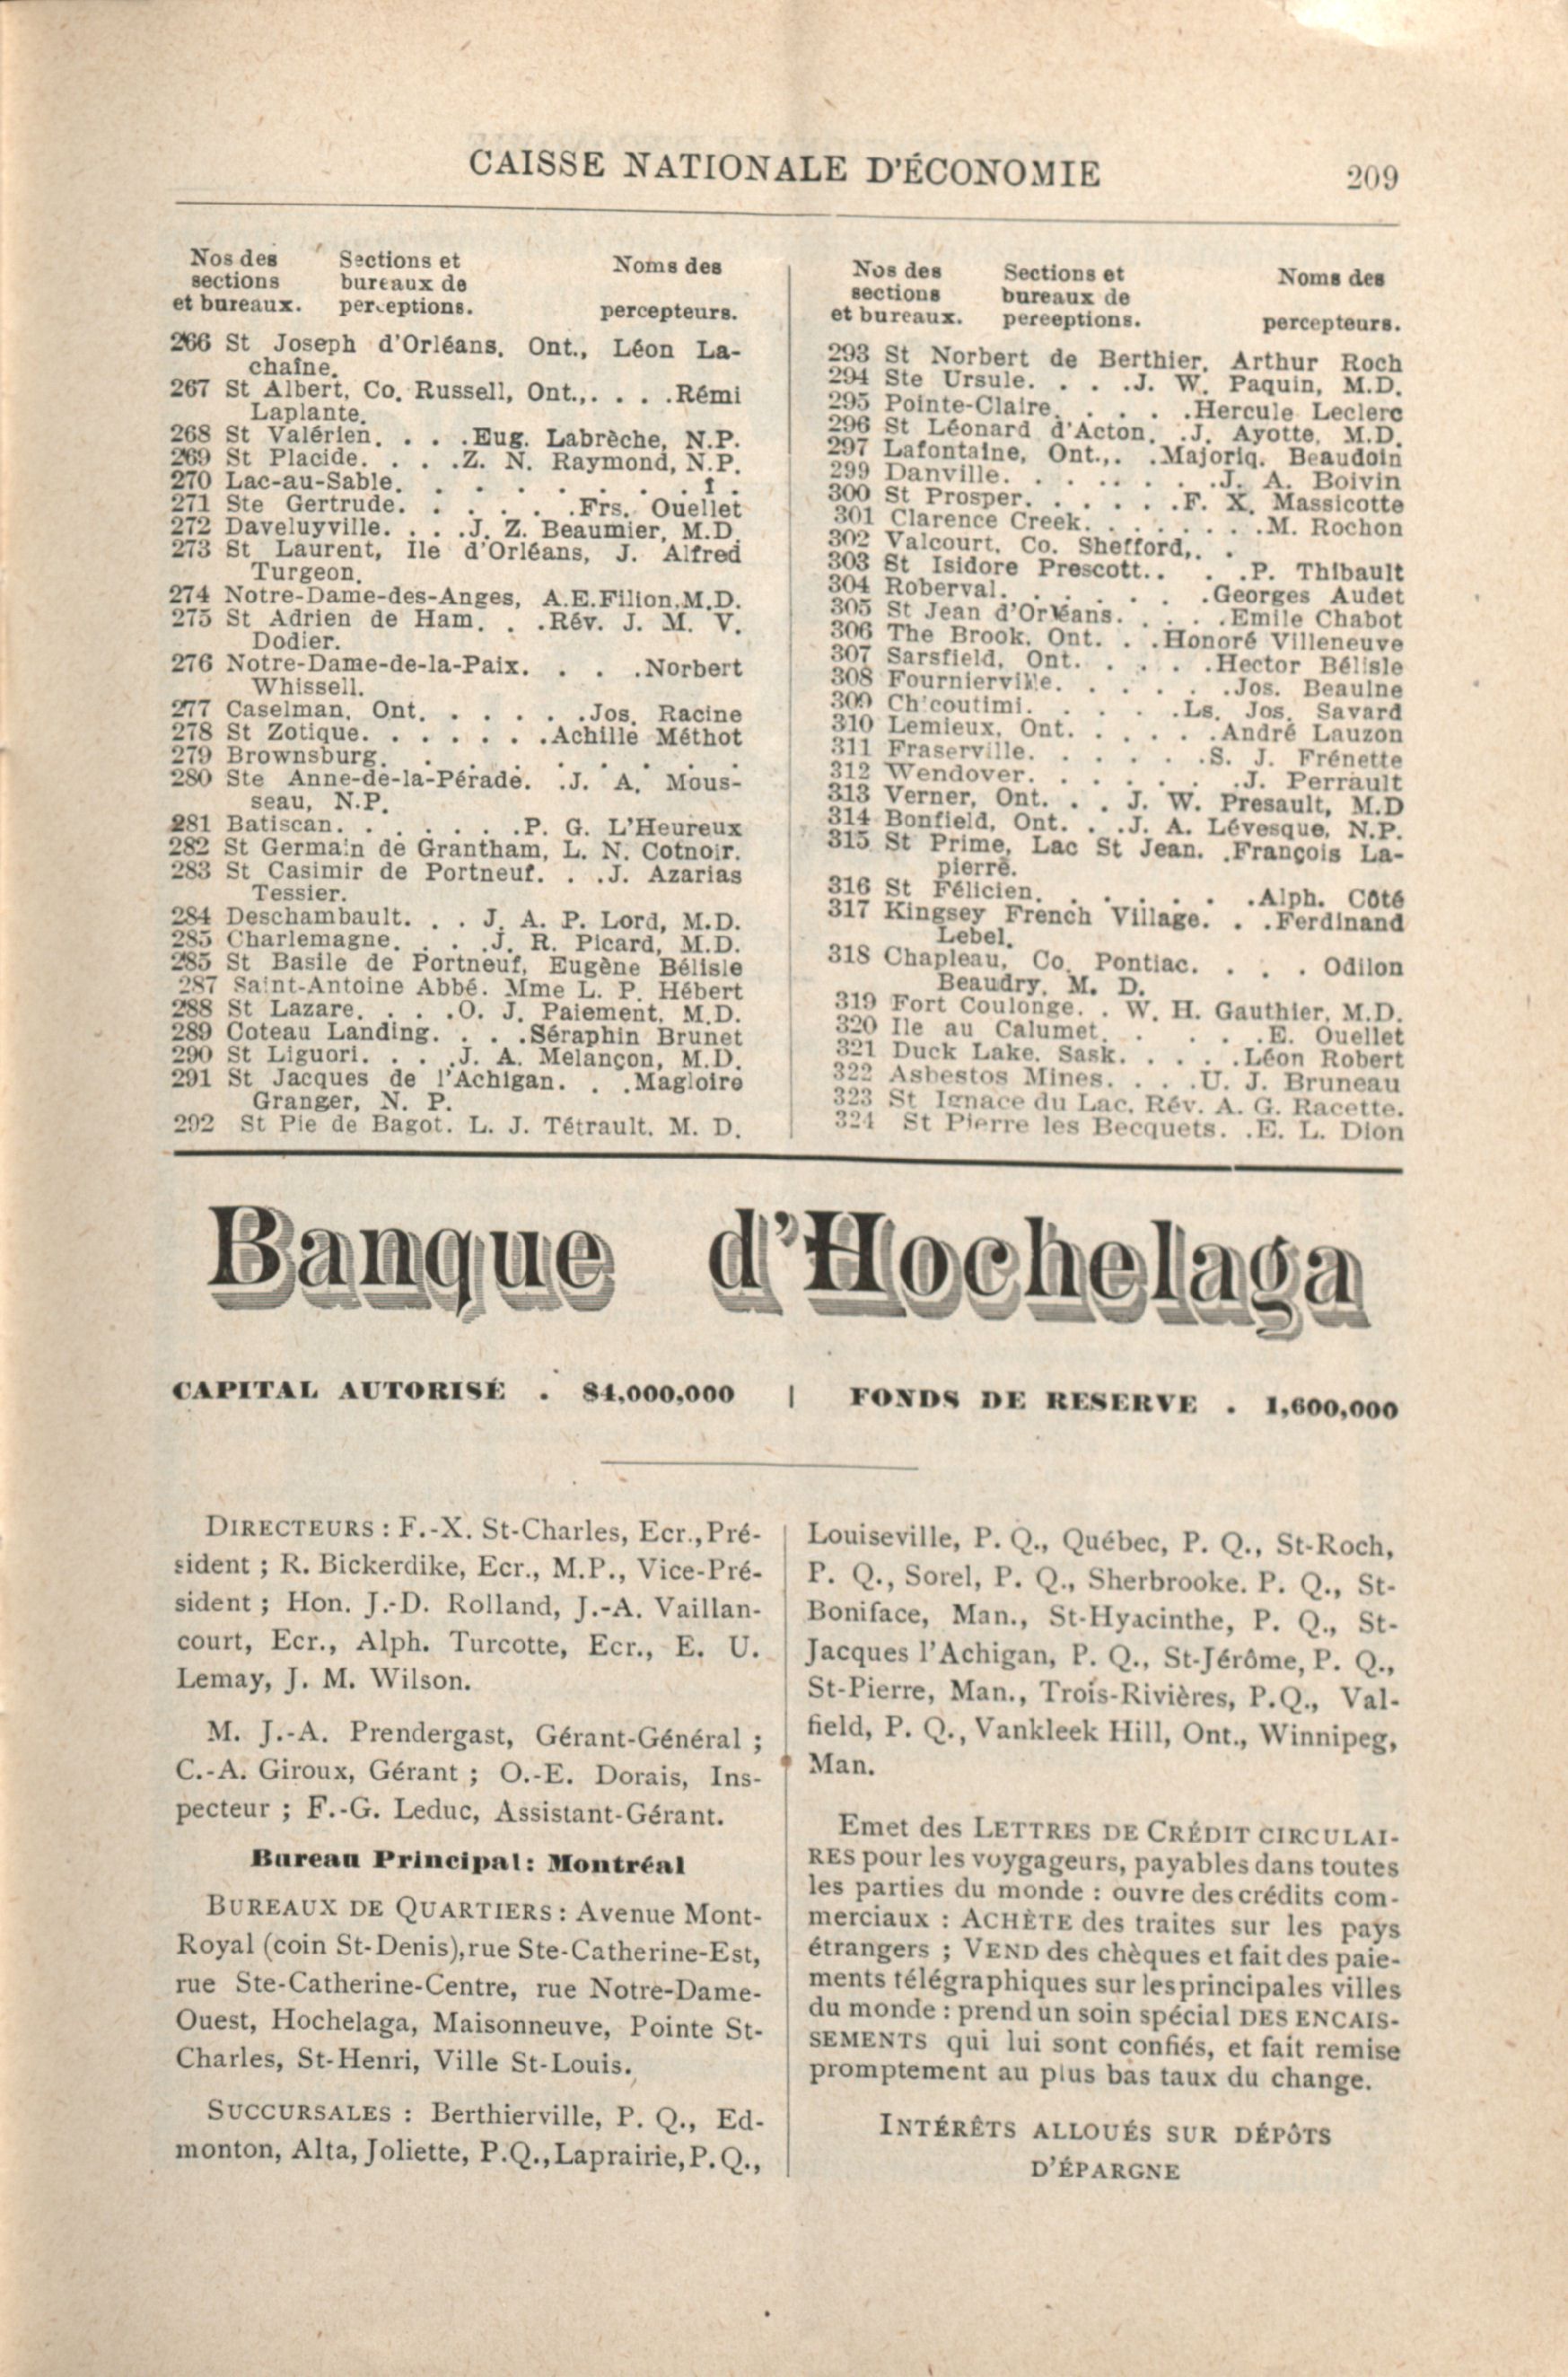 CAISSE NATIONALE D'ÉCONOMIE 209
Nos des Sections et Noms des
sections bureaux de
et bureaux. perceptions. percepteurs.
266 St Joseph d'Orléans, Ont., Léon La-
chaîne.
267 St Albert, Co. Russell, Ont.,. . . .Rémi
Laplante.
268 St Valérien. . . .Eug. Labrèche, N.P.
269 St Placide. . . .Z. N. Raymond, N.P.
270 Lac-au-Sable. . . . . . . .
271 Ste Gertrude. . . . . .Frs. Ouellet
272 Daveluyville. . . .J. Z. Beaumier, M.D.
273 St Laurent, Ile d'Orléans, J. Alfred
Turgeon.
274 Notre-Dame-des-Anges, A.E.Filion,M.D.
275 St Adrien de Ham. . .Rév. J. M. V.
Dodier.
276 Notre-Dame-de-la-Paix. . . .Norbert
Whissell.
277 Caselman, Ont. . . . . .Jos. Racine
278 St Zotique. . . . . . .Achille Méthot
279 Brownsburg. . . . . . . .
280 Ste Anne-de-la-Pérade. .J. A. Mous-
seau, N.P.
281 Batiscan. . . . . . .P. G. L'Heureux
282 St Germain de Grantham, L. N. Cotnoir.
283 St Casimir de Portneuf. . .J. Azarias
Tessier.
284 Deschambault. . . J. A. P. Lord, M.D.
285 Charlemagne. . . .J. R. Picard, M.D.
285 St Basile de Portneuf, Eugène Bélisle
287 Saint-Antoine Abbé. Mme L. P. Hébert
288 St Lazare. . . .O. J. Paiement, M.D.
289 Coteau Landing. . . .Séraphin Brunet
290 St Liguori. . . .J. A. Melançon, M.D.
291 St Jacques de l'Achigan. . .Magloire
Granger, N. P.
292 St Pie de Bagot. L. J. Tétrault. M. D.
Nos des Sections et Noms des
sections bureaux de
et bureaux. perceptions. percepteurs.
293 St Norbert de Berthier, Arthur Roch
294 Ste Ursule. . . .J. W. Paquin, M.D.
295 Pointe-Claire. . . . .Hercule Leclerc
296 St Léonard d'Acton. .J. Ayotte, M.D.
297 Lafontaine, Ont.,. .Majoriq. Beaudoin
299 Danville. . . . . . .J. A. Boivin
300 St Prosper. . . . . .F. X. Massicotte
301 Clarence Creek. . . . . . .M. Rochon
302 Valcourt, Co. Shefford,. .
303 St Isidore Prescott.. . .P. Thibault
304 Roberval. . . . . . .Georges Audet
305 St Jean d'Orléans. . . . .Emile Chabot
306 The Brook, Ont. . .Honoré Villeneuve
307 Sarsfield, Ont. . . . . .Hector Bélisle
308 Fournierville. . . . . . .Jos. Beaulne
309 Chicoutimi. . . . . .Ls. Jos. Savard
310 Lemieux, Ont. . . . . .André Lauzon
311 Fraserville. . . . . . .S. J. Frénette
312 Wendover. . . . . . .J. Perrault
313 Verner, Ont. . . J. W. Presault, M.D
314 Bonfield, Ont. . .J. A. Lévesque, N.P.
315 St Prime, Lac St Jean. .François La-
pierre.
316 St Félicien. . . . . . .Alph. Côté
317 Kingsey French Village. . .Ferdinand
Lebel.
318 Chapleau, Co. Pontiac. . . . Odilon
Beaudry, M. D.
319 Fort Coulonge. . W. H. Gauthier, M.D.
320 Ile au Calumet. . . . .E. Ouellet
321 Duck Lake, Sask. . . . .Léon Robert
322 Asbestos Mines. . . .U. J. Bruneau
323 St Ignace du Lac, Rév. A. G. Racette.
324 St Pierre les Becquets. .E. L. Dion
Banque d'Hochelaga
CAPITAL AUTORISÉ . $4,000,000 | FONDS DE RESERVE . 1,600,000
DIRECTEURS : F.-X. St-Charles, Ecr., Pré-
sident ; R. Bickerdike, Ecr., M.P., Vice-Pré-
sident ; Hon. J.-D. Rolland, J.-A. Vaillan-
court, Ecr., Alph. Turcotte, Ecr., E. U.
Lemay, J. M. Wilson.
M. J.-A. Prendergast, Gérant-Général ;
C.-A. Giroux, Gérant ; O.-E. Dorais, Ins-
pecteur ; F.-G. Leduc, Assistant-Gérant.
Bureau Principal: Montréal
BUREAUX DE QUARTIERS : Avenue Mont-
Royal (coin St-Denis), rue Ste-Catherine-Est,
rue Ste-Catherine-Centre, rue Notre-Dame-
Ouest, Hochelaga, Maisonneuve, Pointe St-
Charles, St-Henri, Ville St-Louis.
SUCCURSALES : Berthierville, P. Q., Ed-
monton, Alta, Joliette, P.Q., Laprairie, P. Q.,
Louiseville, P. Q., Québec, P. Q., St-Roch,
P. Q., Sorel, P. Q., Sherbrooke. P. Q., St-
Boniface, Man., St-Hyacinthe, P. Q., St-
Jacques l'Achigan, P. Q., St-Jérôme, P. Q.,
St-Pierre, Man., Trois-Rivières, P.Q., Val-
field, P. Q., Vankleek Hill, Ont., Winnipeg,
Man.
Emet des LETTRES DE CRÉDIT CIRCULAI-
RES pour les voygageurs, payables dans toutes
les parties du monde : ouvre des crédits com-
merciaux : ACHÈTE des traites sur les pays
étrangers ; VEND des chèques et fait des paie-
ments télégraphiques sur les principales villes
du monde : prend un soin spécial DES ENCAIS-
SEMENTS qui lui sont confiés, et fait remise
promptement au plus bas taux du change.
INTÉRÊTS ALLOUÉS SUR DÉPÔTS
D'ÉPARGNE